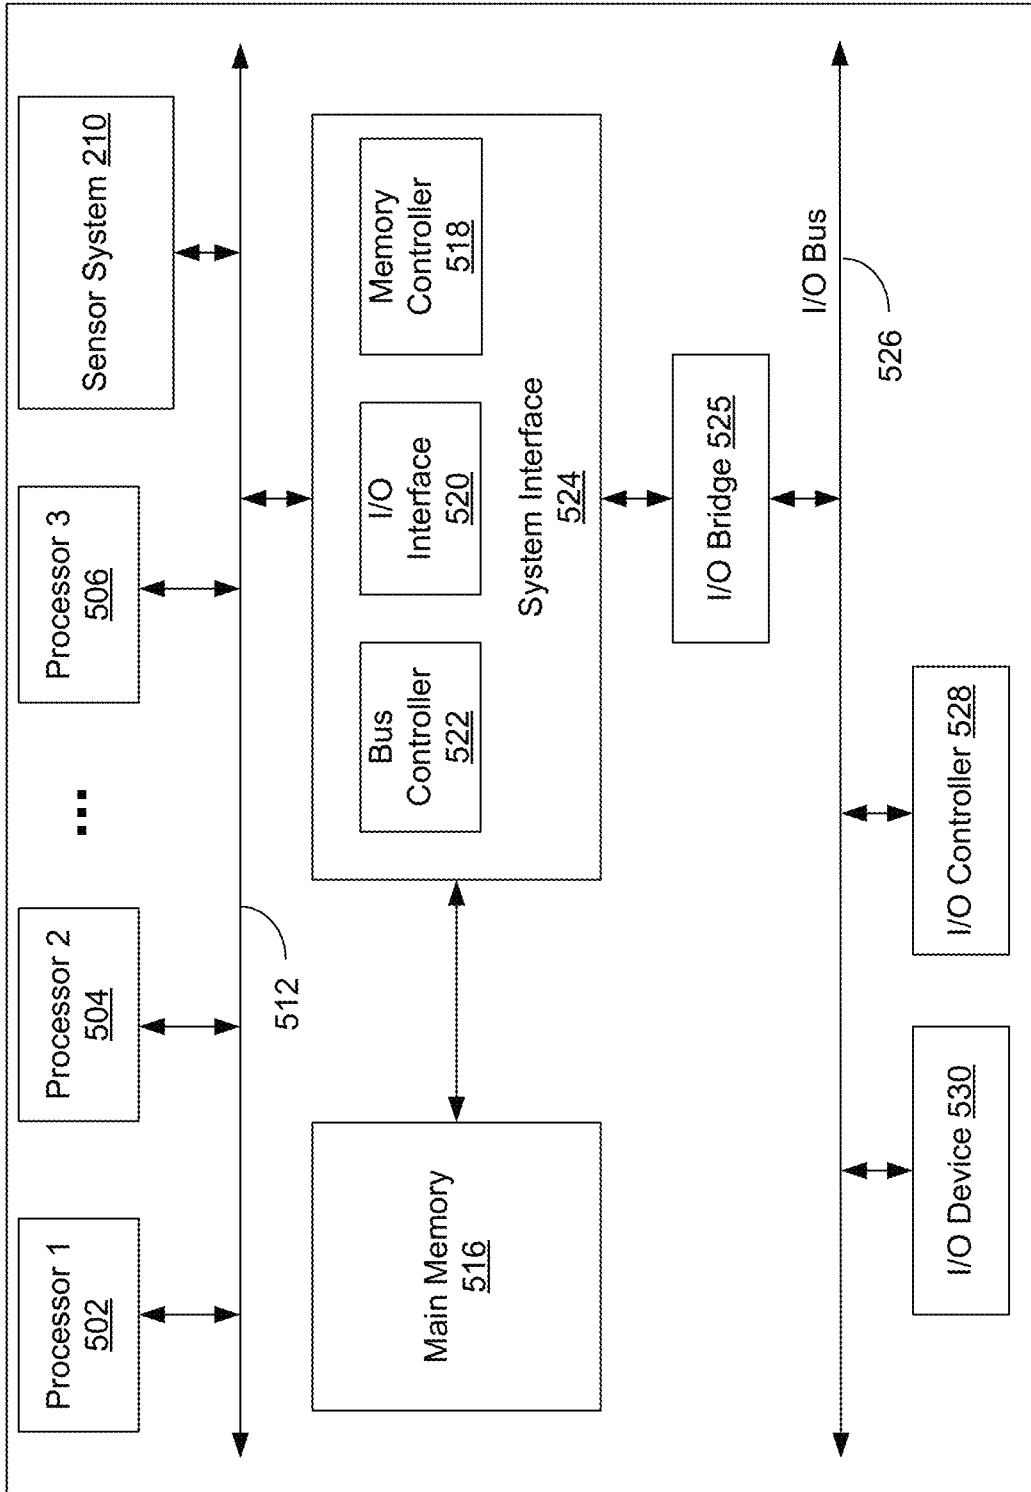 Processor 1
502
Processor 2
504
...
Processor 3
506
Sensor System 210
512
Main Memory
516
Bus
Controller
522
I/O
Interface
520
Memory
Controller
518
System Interface
524
I/O Bridge 525
I/O Bus
526
I/O Device 530
I/O Controller 528